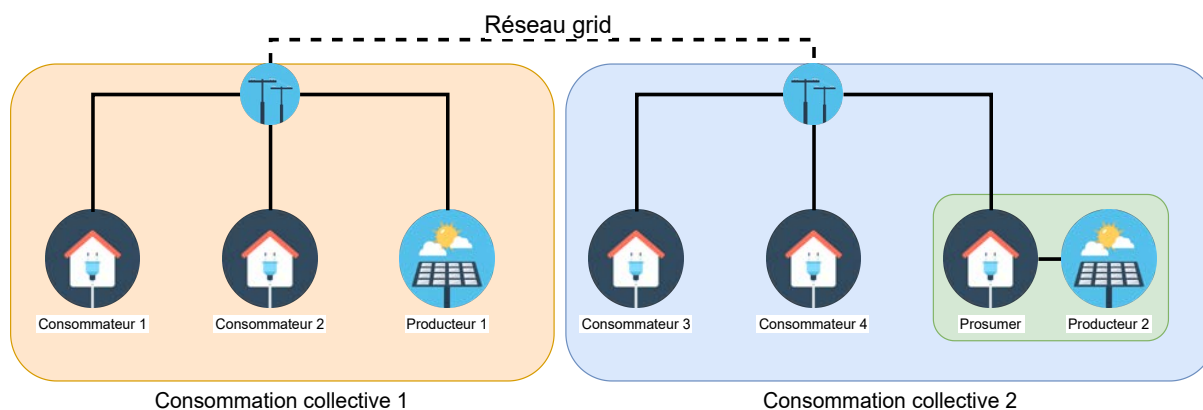 Réseau grid
Consommateur 1
Consommateur 2
Producteur 1
Consommateur 3
Consommateur 4
Prosumer
Producteur 2
Consommation collective 1
Consommation collective 2